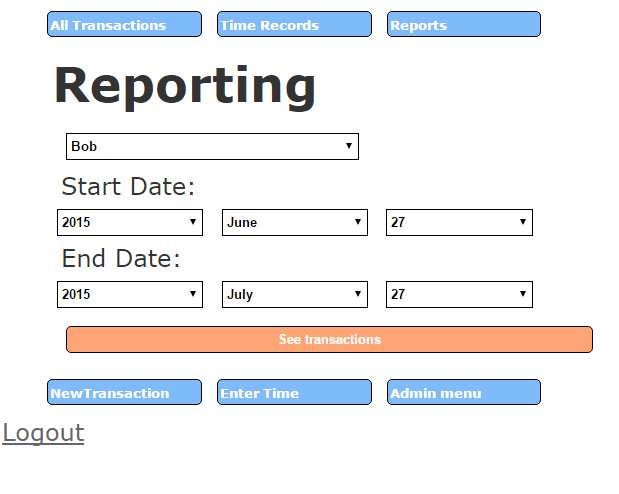 All Transactions Time Records Reports
Reporting
Bob
Start Date:
2015 June 27
End Date:
2015 July 27
See transactions
NewTransaction Enter Time Admin menu
Logout